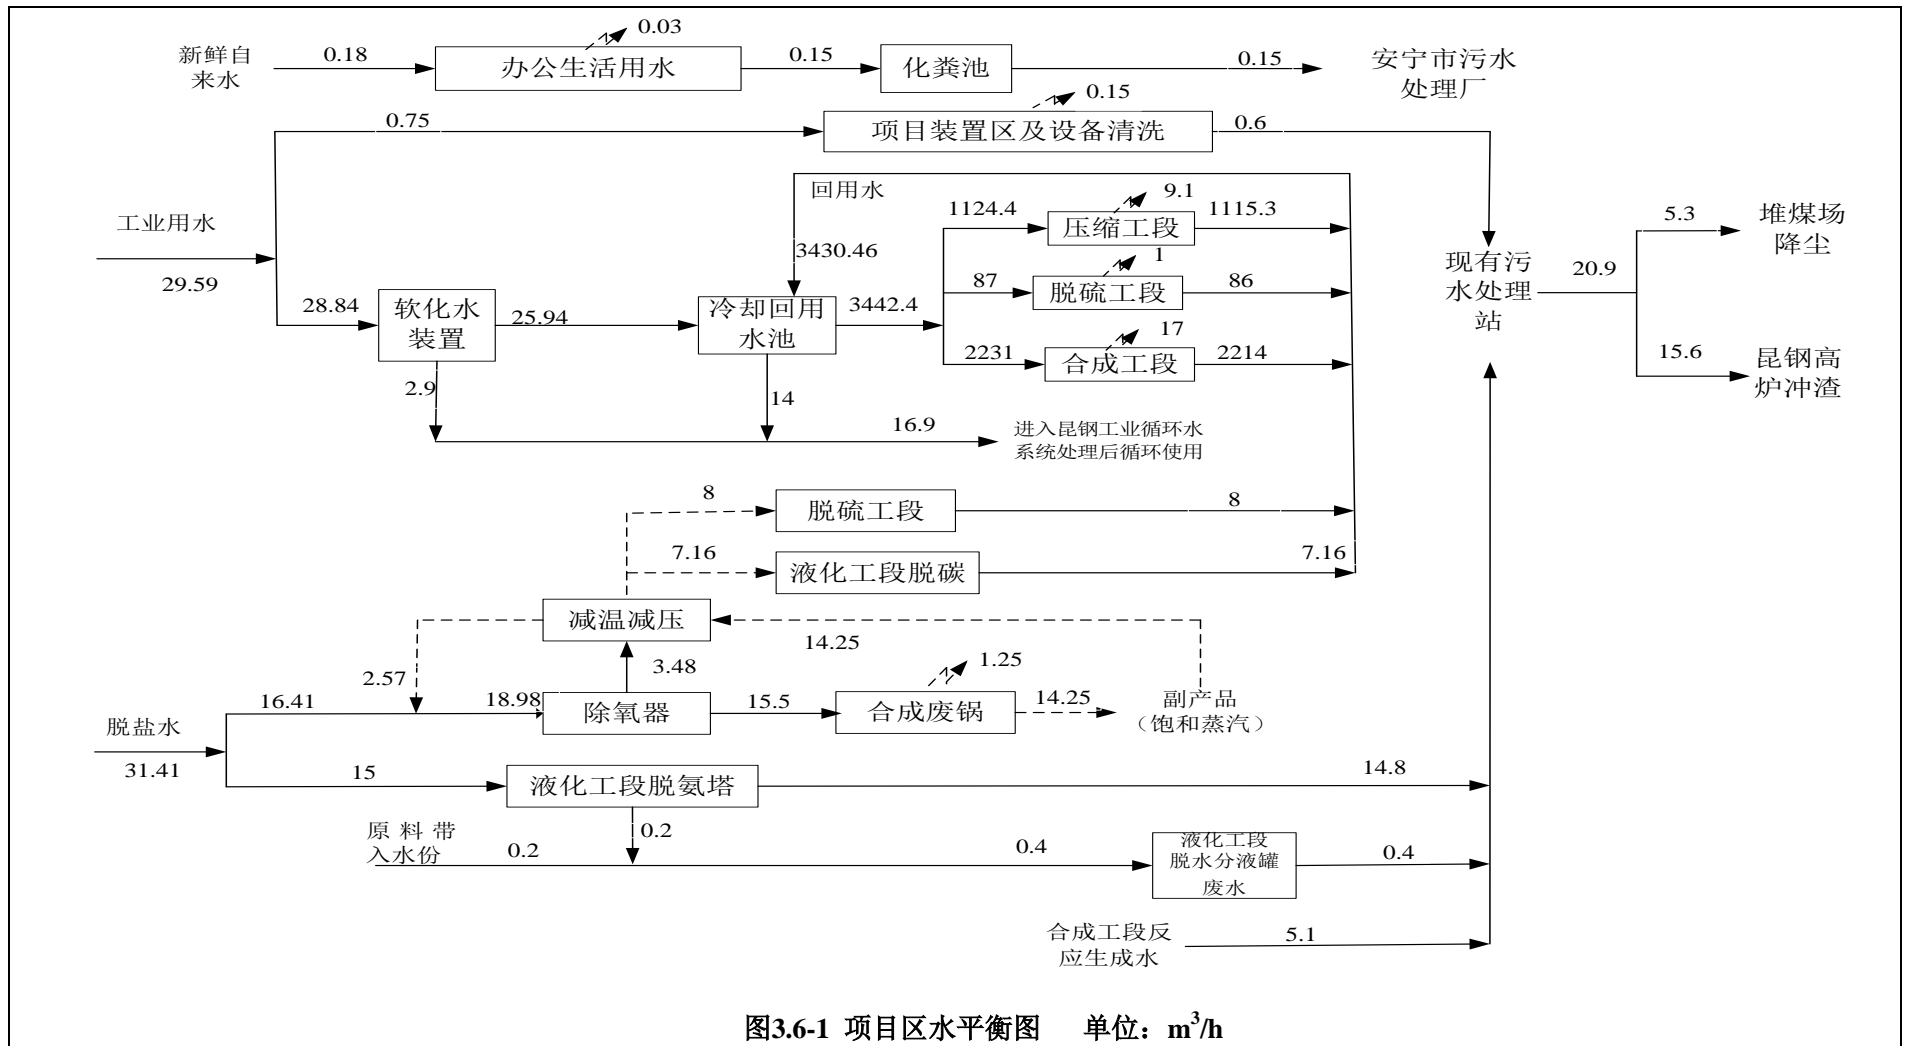 0.03
新鲜自
来水
0.18
办公生活用水
0.15
化粪池
0.15
安宁市污水
处理厂
0.15
0.75
项目装置区及设备清洗
0.6
回用水
9.1
1124.4
压缩工段
1115.3
工业用水
29.59
3430.46
1
87
脱硫工段
86
28.84
软化水
装置
25.94
冷却回用
水池
3442.4
17
2231
合成工段
2214
现有污
水处理
站
20.9
5.3
堆煤场
降尘
15.6
昆钢高
炉冲渣
2.9
14
16.9
进入昆钢工业循环水
系统处理后循环使用
8
脱硫工段
8
7.16
液化工段脱碳
7.16
减温减压
14.25
2.57
3.48
1.25
16.41
18.98
除氧器
15.5
合成废锅
14.25
副产品
（饱和蒸汽）
脱盐水
31.41
15
液化工段脱氨塔
14.8
0.2
原料带
入水份
0.2
0.4
液化工段
脱水分液罐
废水
0.4
合成工段反
应生成水
5.1
图3.6-1 项目区水平衡图 单位：m³/h